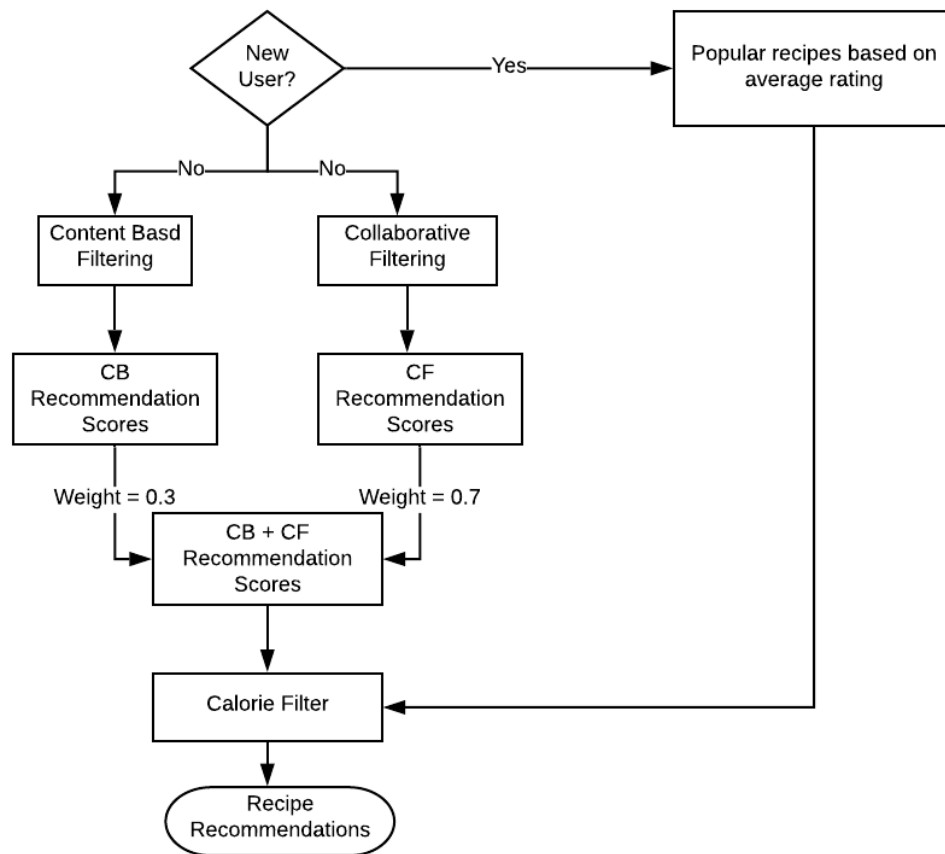 New
User?
Yes
Popular recipes based on
average rating
No
No
Content Basd
Filtering
Collaborative
Filtering
CB
Recommendation
Scores
CF
Recommendation
Scores
Weight = 0.3
Weight = 0.7
CB + CF
Recommendation
Scores
Calorie Filter
Recipe
Recommendations